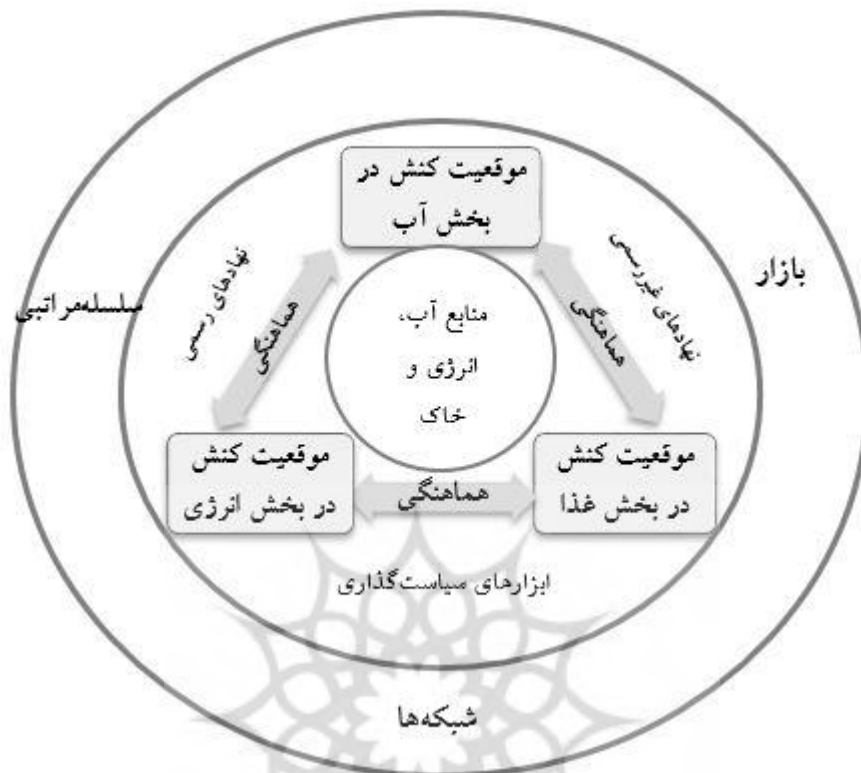 موقعیت کنش در
بخش آب
بازار
نهادهای غیررسمی
هماهنگی
نهادهای رسمی
هماهنگی
سلسله‌مراتبی
منابع آب،
انرژی و
خاک
موقعیت کنش
در بخش غذا
هماهنگی
موقعیت کنش
در بخش انرژی
ابزارهای سیاست‌گذاری
شبکه‌ها